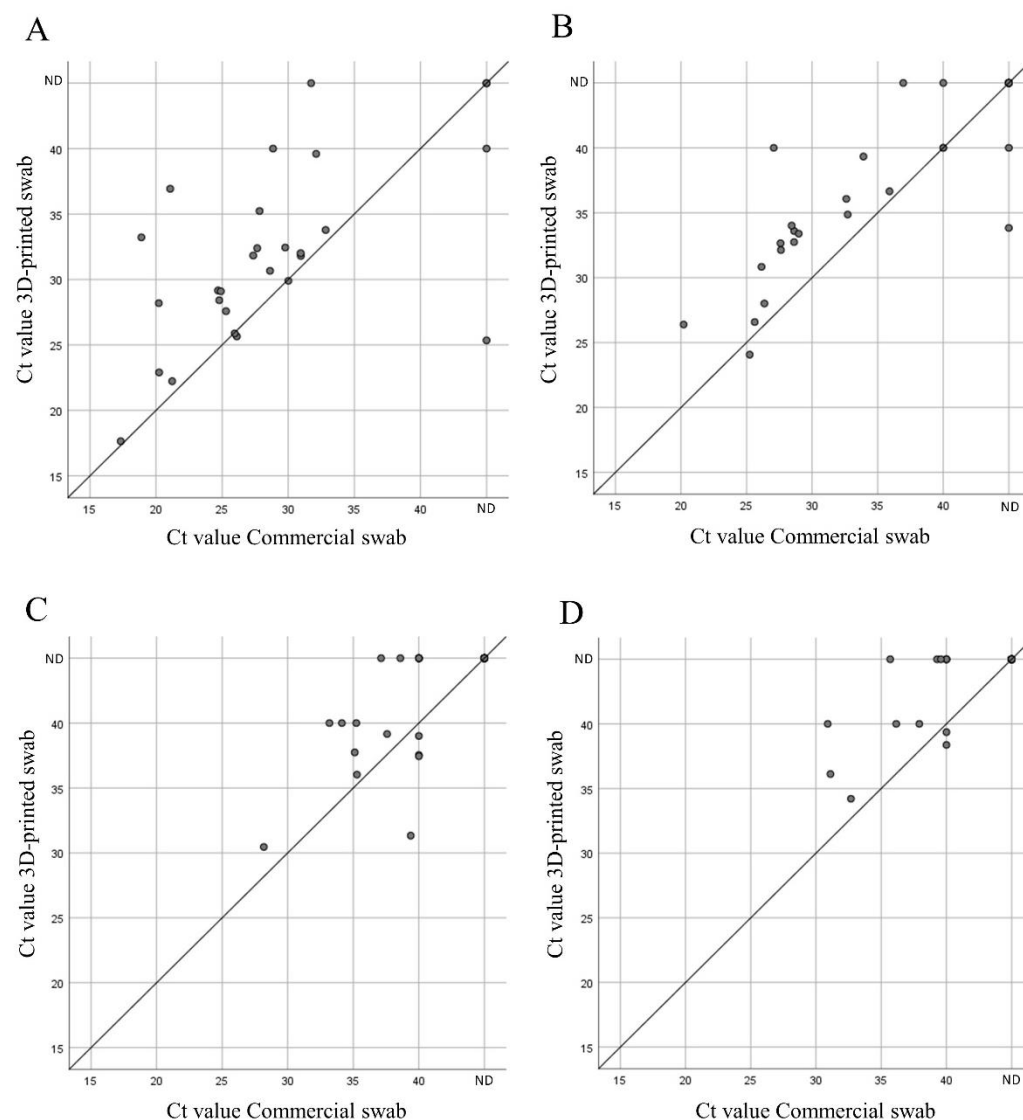 A
ND
40
35
30
25
20
15
Ct value 3D-printed swab
15 20 25 30 35 40 ND
Ct value Commercial swab
B
ND
40
35
30
25
20
15
Ct value 3D-printed swab
15 20 25 30 35 40 ND
Ct value Commercial swab
C
ND
40
35
30
25
20
15
Ct value 3D-printed swab
15 20 25 30 35 40 ND
Ct value Commercial swab
D
ND
40
35
30
25
20
15
Ct value 3D-printed swab
15 20 25 30 35 40 ND
Ct value Commercial swab